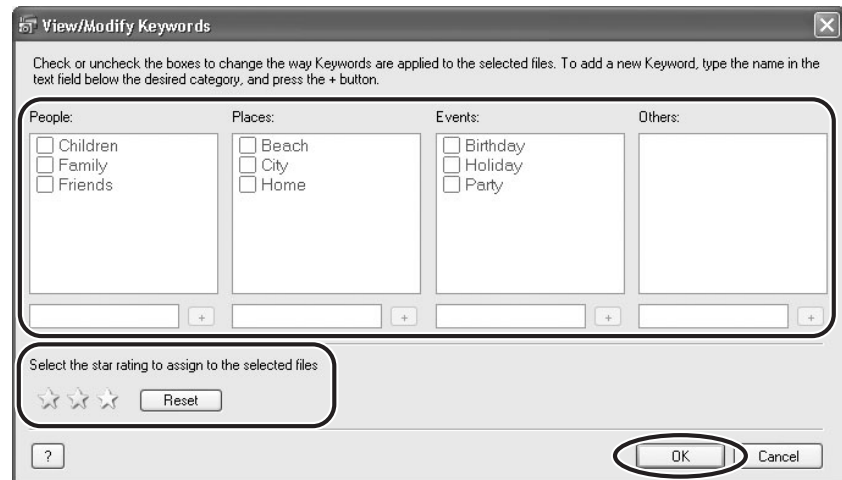 View/Modify Keywords
Check or uncheck the boxes to change the way Keywords are applied to the selected files. To add a new Keyword, type the name in the
text field below the desired category, and press the + button.
People: Places: Events: Others:
Children Beach Birthday
Family City Holiday
Friends Home Party
+ + + +
Select the star rating to assign to the selected files
Reset
? OK Cancel